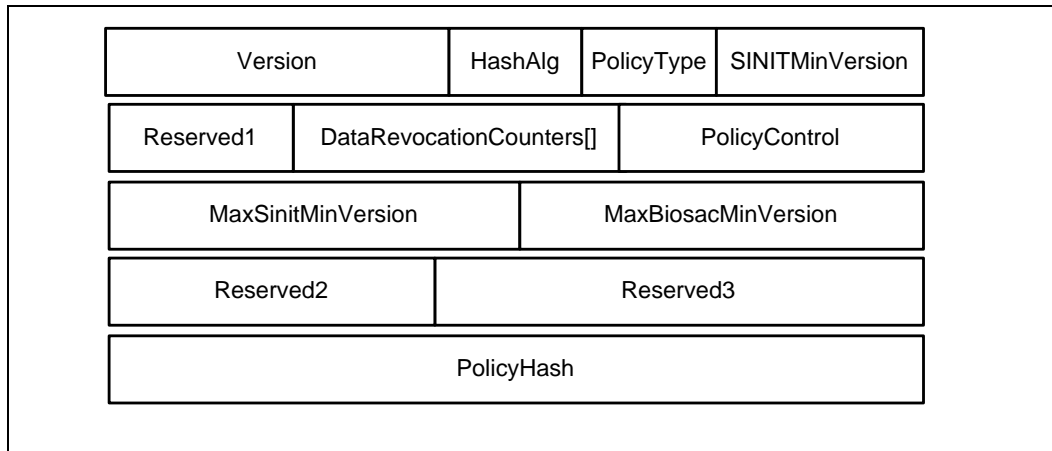 Version HashAlg PolicyType SINITMinVersion
Reserved1 DataRevocationCounters[] PolicyControl
MaxSinitMinVersion MaxBiosacMinVersion
Reserved2 Reserved3
PolicyHash